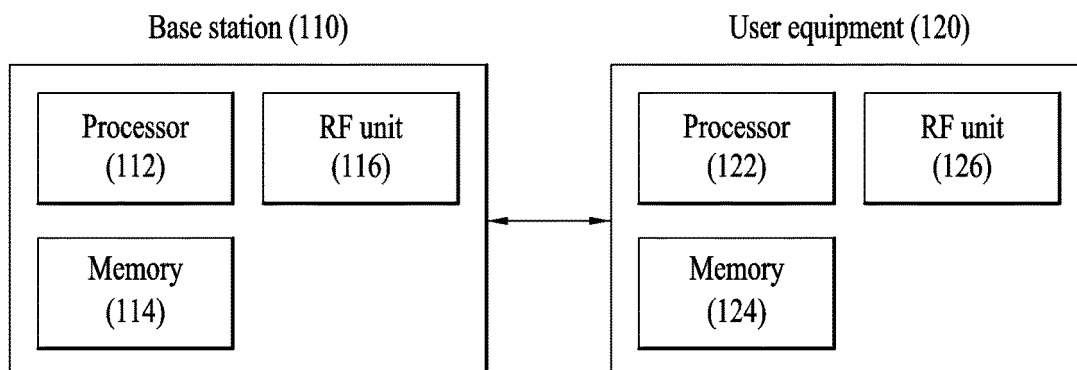 Base station (110)
User equipment (120)
Processor
(112)
RF unit
(116)
Memory
(114)
Processor
(122)
RF unit
(126)
Memory
(124)